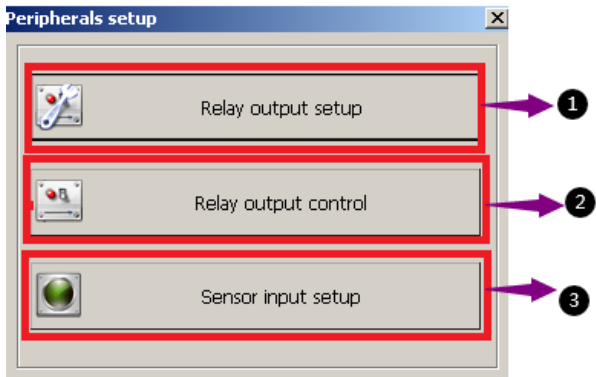 Peripherals setup
Relay output setup
1
Relay output control
2
Sensor input setup
3